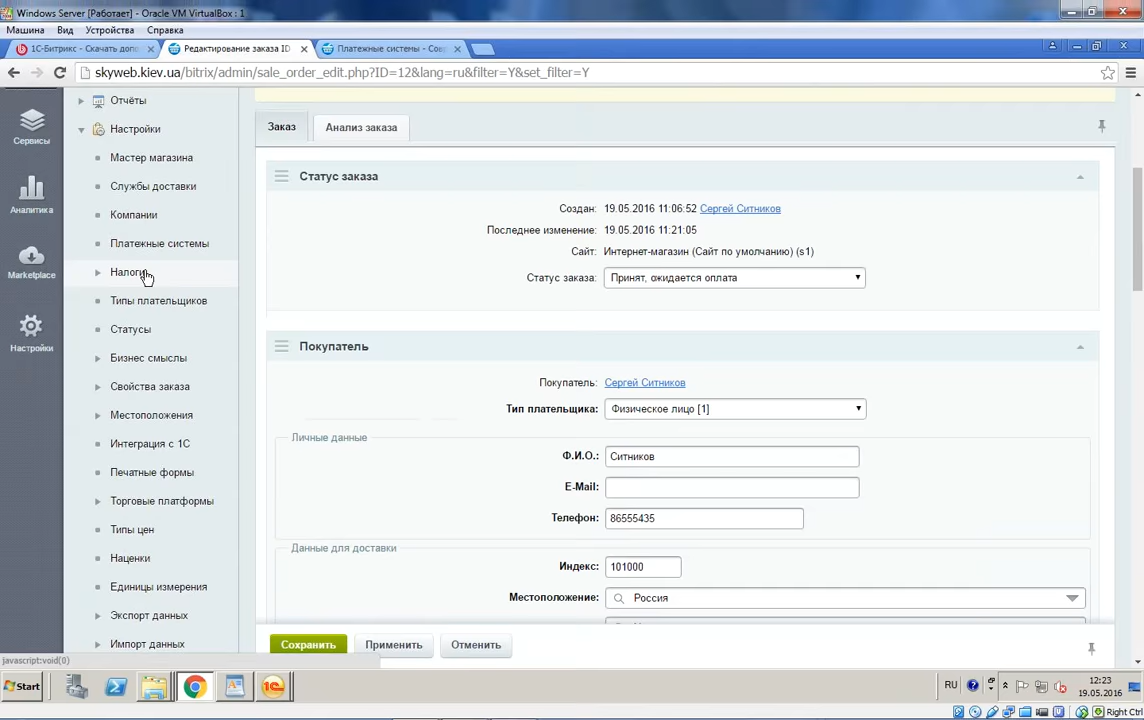 Windows Server [Работает] - Oracle VM VirtualBox : 1
Машина Вид Устройства Справка
1С-Битрикс - Скачать допо
Редактирование заказа ID
Платежные системы - Сов
skyweb.kiev.ua/bitrix/admin/sale_order_edit.php?ID=12&lang=ru&filter=Y&set_filter=Y
Сервисы
Аналитика
Marketplace
Настройки
Отчёты
Настройки
Мастер магазина
Службы доставки
Компании
Платежные системы
Налоги
Типы плательщиков
Статусы
Бизнес смыслы
Свойства заказа
Местоположения
Интеграция с 1С
Печатные формы
Торговые платформы
Типы цен
Наценки
Единицы измерения
Экспорт данных
Импорт данных
Заказ Анализ заказа
Статус заказа
Создан: 19.05.2016 11:06:52 Сергей Ситников
Последнее изменение: 19.05.2016 11:21:05
Сайт: Интернет-магазин (Сайт по умолчанию) (s1)
Статус заказа: Принят, ожидается оплата
Покупатель
Покупатель: Сергей Ситников
Тип плательщика: Физическое лицо [1]
Личные данные
Ф.И.О.: Ситников
E-Mail:
Телефон: 86555435
Данные для доставки
Индекс: 101000
Местоположение: Россия
Сохранить Применить Отменить
javascript:void(0)
Start
RU
12:23
19.05.2016
Right Ctrl